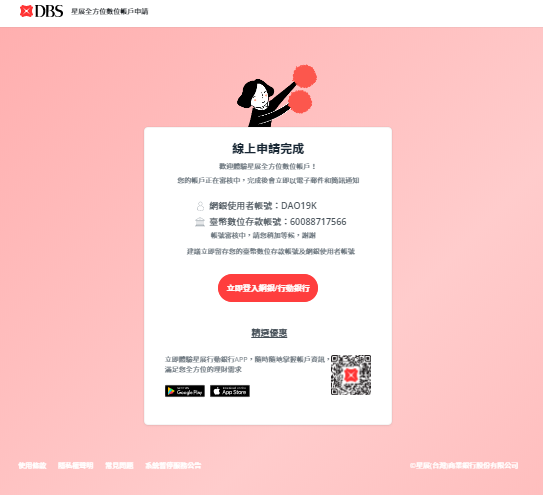 DBS 星展全方位數位帳戶申請
線上申請完成
歡迎體驗星展全方位數位帳戶！
您的帳戶正在審核中，完成後會立即以電子郵件和簡訊通知
網銀使用者帳號：DAO19K
臺幣數位存款帳號：60088717566
帳號審核中，請您稍加等候，謝謝
建議立即留存您的臺幣數位存款帳號及網銀使用者帳號
立即登入網銀/行動銀行
精選優惠
立即體驗星展行動銀行APP，隨時隨地掌握帳戶資訊，
滿足您全方位的理財需求
Google Play
App Store
使用條款 隱私權聲明 常見問題 系統暫停服務公告
©星展(台灣)商業銀行股份有限公司